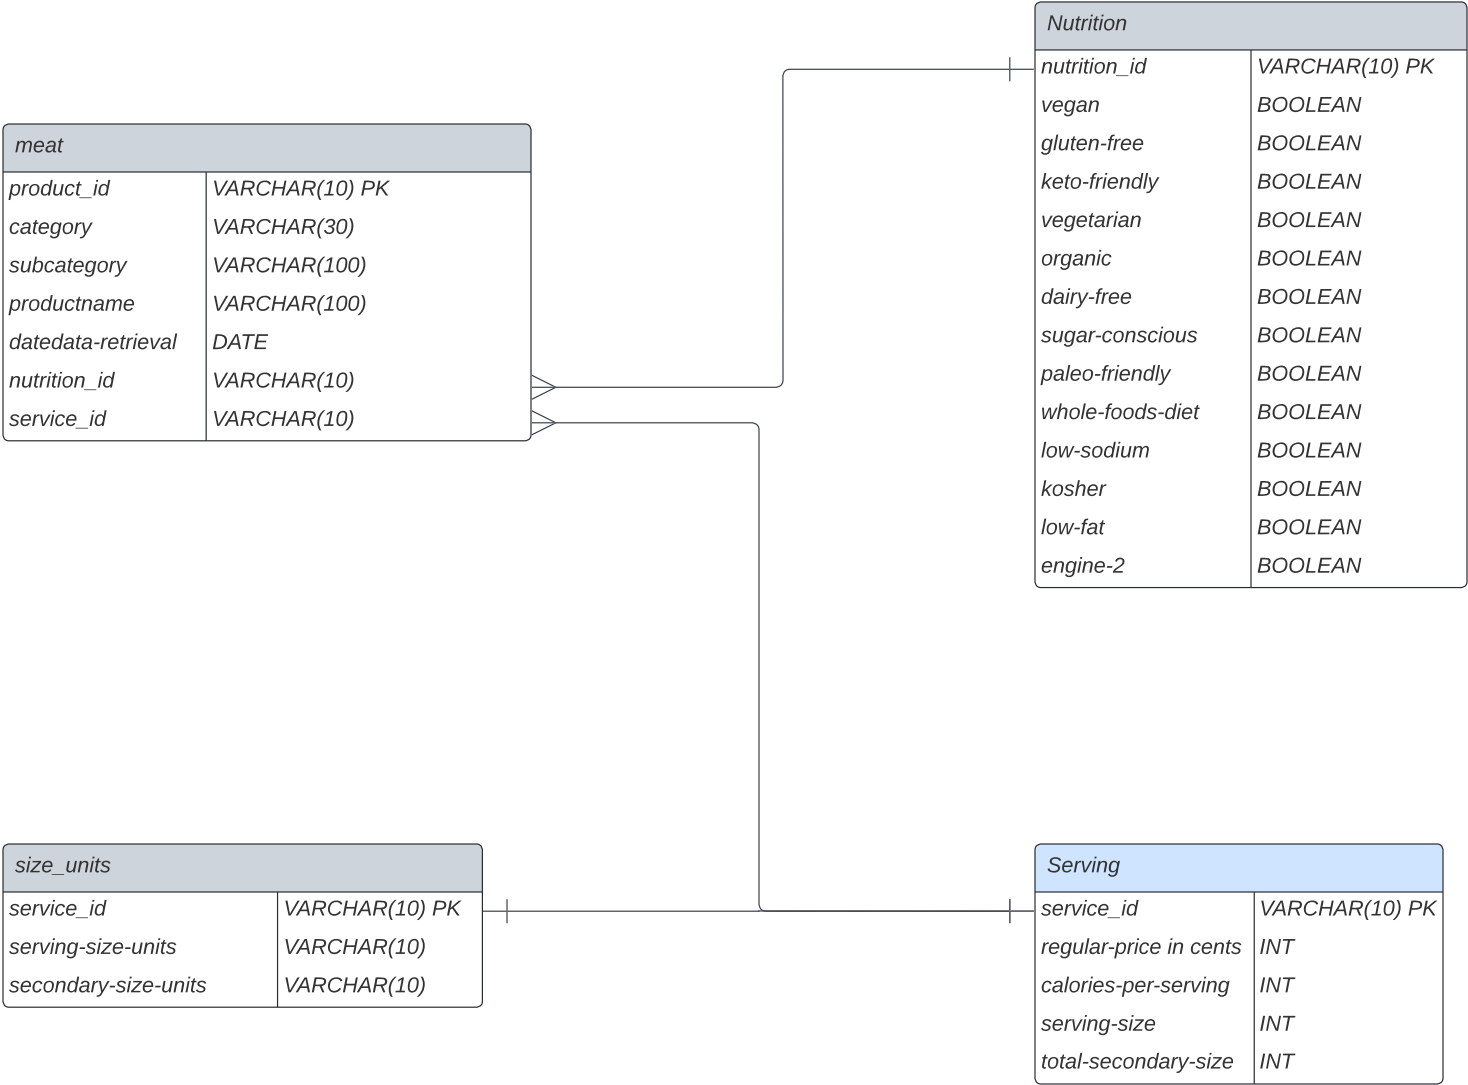 Nutrition
nutrition_id VARCHAR(10) PK
vegan BOOLEAN
gluten-free BOOLEAN
keto-friendly BOOLEAN
vegetarian BOOLEAN
organic BOOLEAN
dairy-free BOOLEAN
sugar-conscious BOOLEAN
paleo-friendly BOOLEAN
whole-foods-diet BOOLEAN
low-sodium BOOLEAN
kosher BOOLEAN
low-fat BOOLEAN
engine-2 BOOLEAN
meat
product_id VARCHAR(10) PK
category VARCHAR(30)
subcategory VARCHAR(100)
productname VARCHAR(100)
datedata-retrieval DATE
nutrition_id VARCHAR(10)
service_id VARCHAR(10)
size_units
service_id VARCHAR(10) PK
serving-size-units VARCHAR(10)
secondary-size-units VARCHAR(10)
Serving
service_id VARCHAR(10) PK
regular-price in cents INT
calories-per-serving INT
serving-size INT
total-secondary-size INT